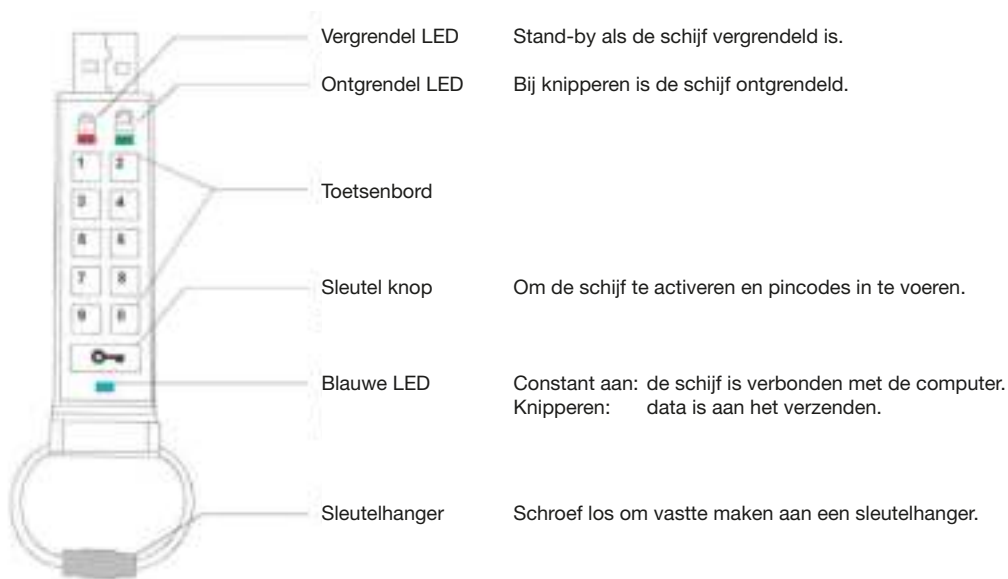 Vergrendel LED Stand-by als de schijf vergrendeld is.
Ontgrendel LED Bij knipperen is de schijf ontgrendeld.
1 2
Toetsenbord
3 4
5 6
7 8
Sleutel knop Om de schijf te activeren en pincodes in te voeren.
9 0
Blauwe LED Constant aan: de schijf is verbonden met de computer.
Knipperen: data is aan het verzenden.
Sleutelhanger Schroef los om vastte maken aan een sleutelhanger.